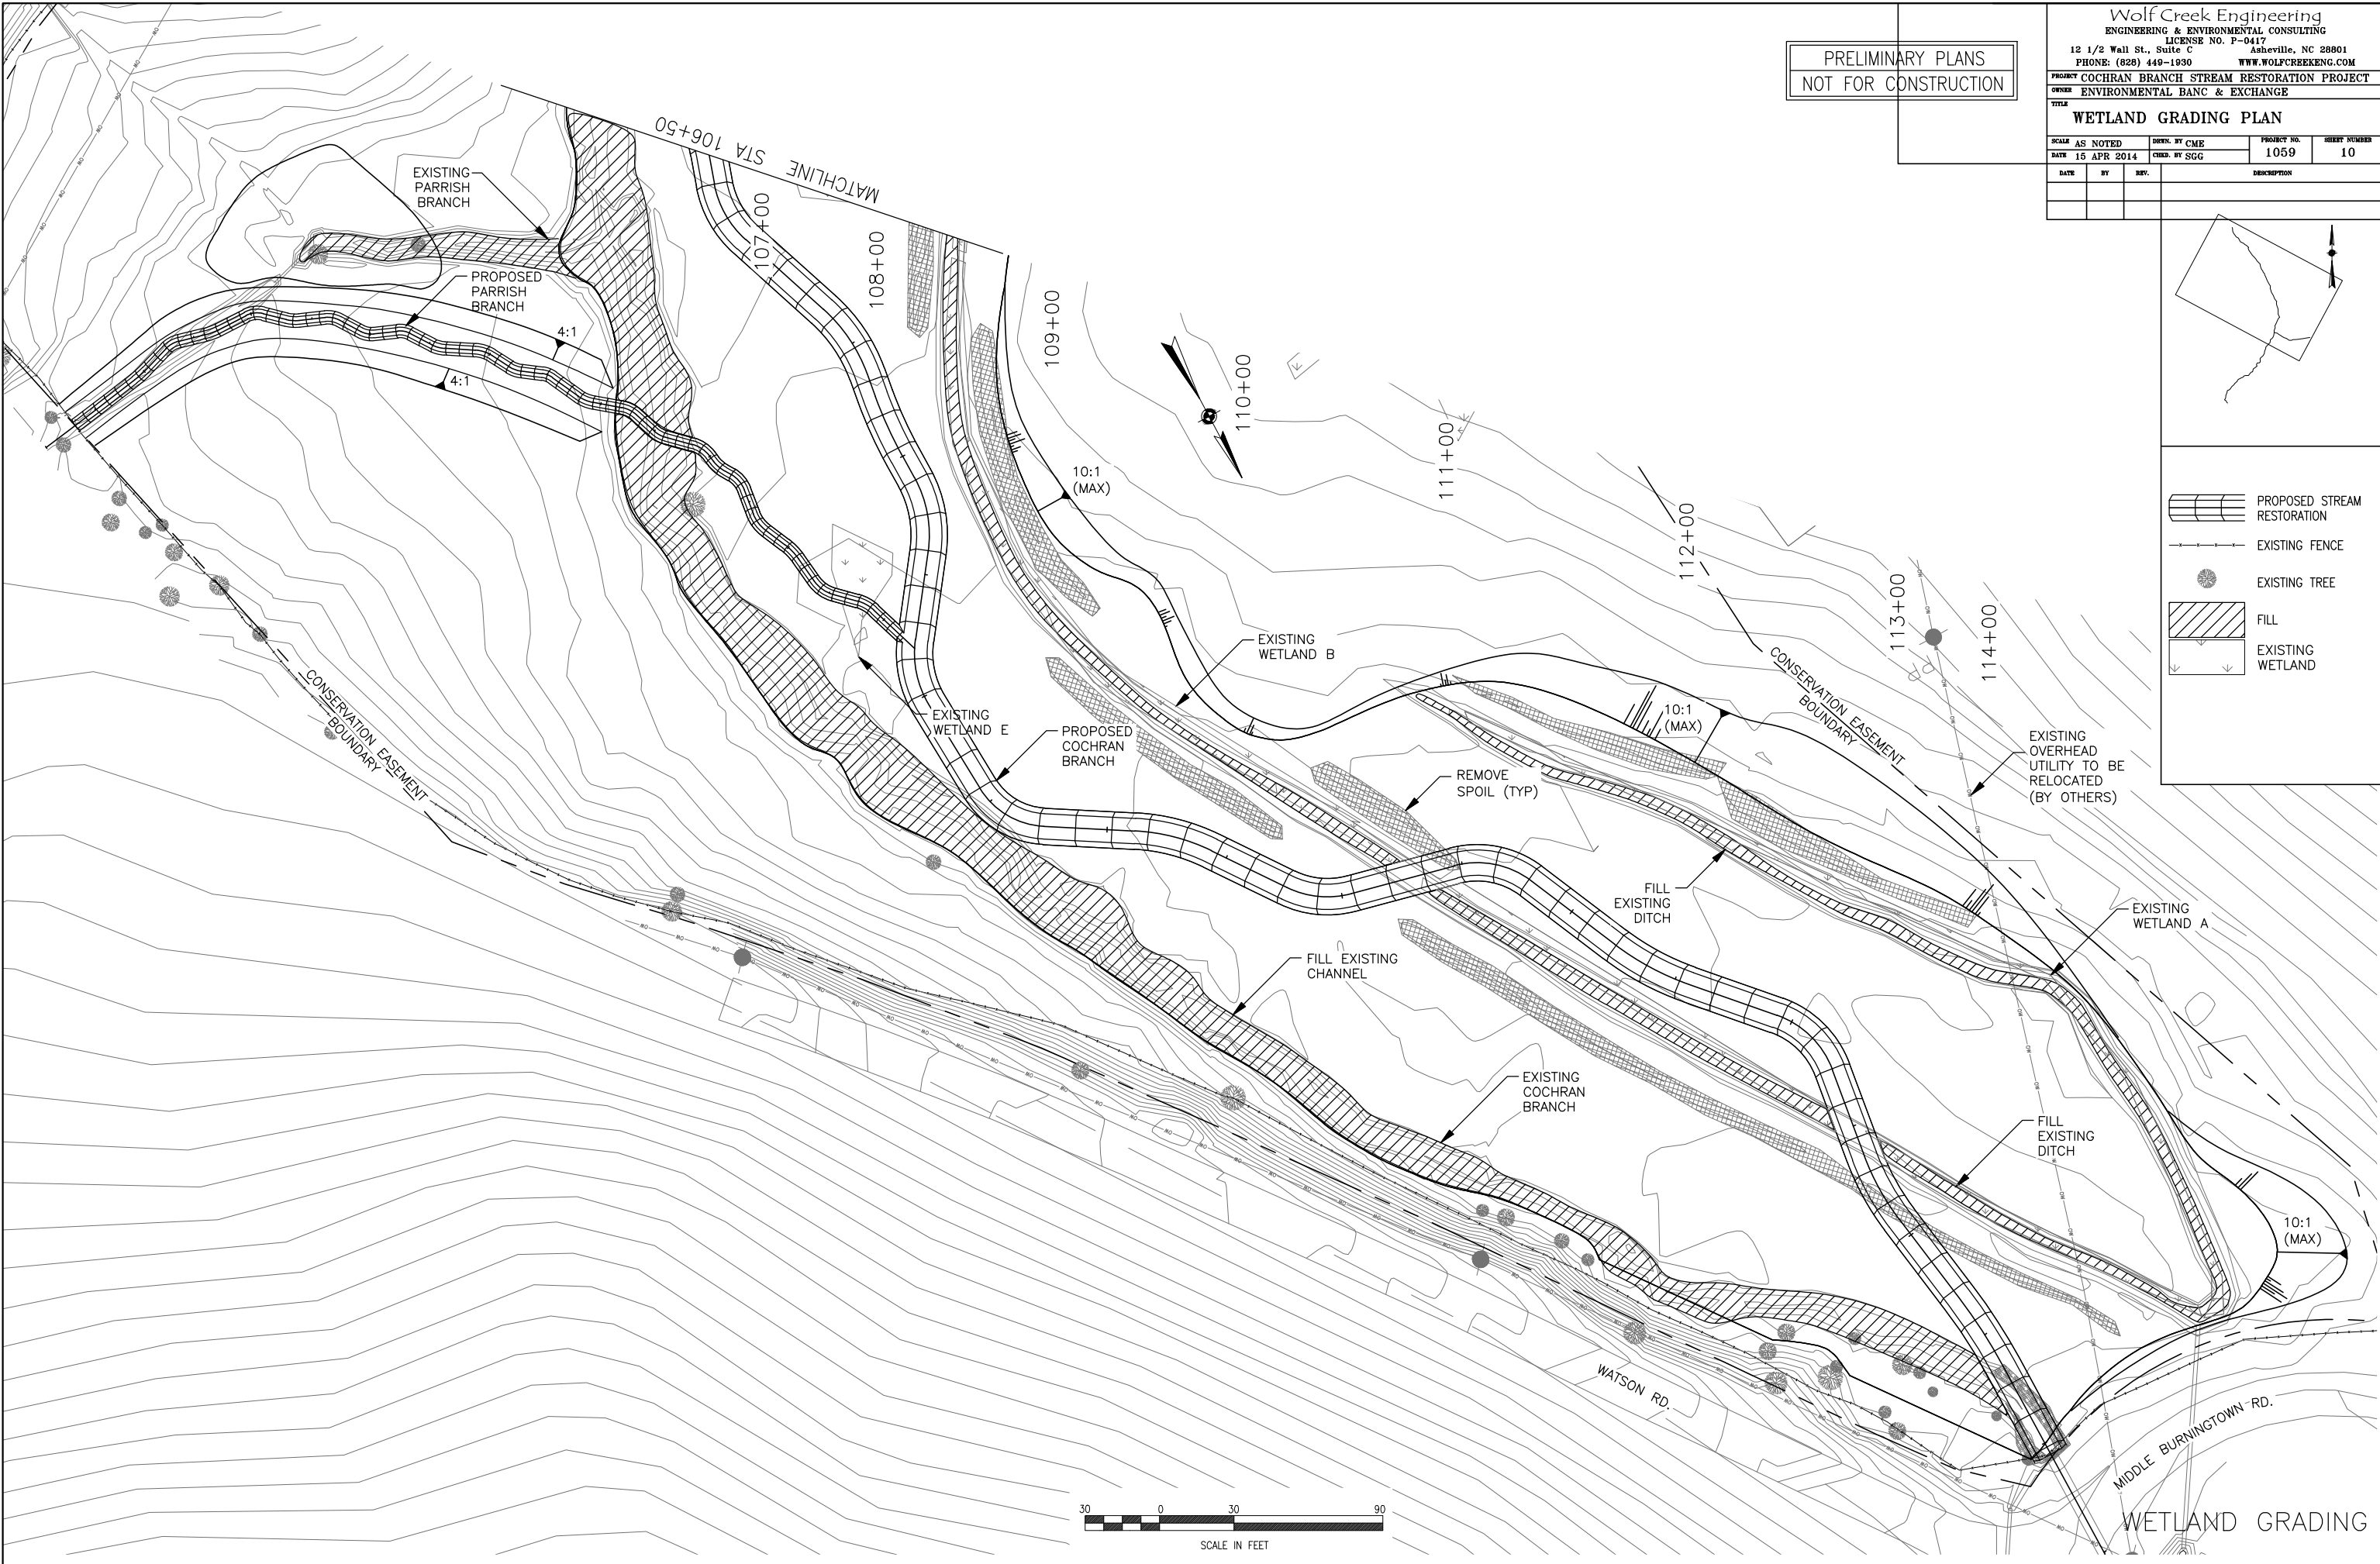 PRELIMINARY PLANS
NOT FOR CONSTRUCTION
Wolf Creek Engineering
ENGINEERING & ENVIRONMENTAL CONSULTING
LICENSE NO. P-0417
12 1/2 Wall St., Suite C Asheville, NC 28801
PHONE: (828) 449-1930 WWW.WOLFCREEKENG.COM
PROJECT COCHRAN BRANCH STREAM RESTORATION PROJECT
OWNER ENVIRONMENTAL BANC & EXCHANGE
TITLE
WETLAND GRADING PLAN
SCALE AS NOTED DRWN. BY CME PROJECT NO. SHEET NUMBER
DATE 15 APR 2014 CHKD. BY SGG 1059 10
DATE BY REV. DESCRIPTION
PROPOSED STREAM
RESTORATION
EXISTING FENCE
EXISTING TREE
FILL
EXISTING
WETLAND
MATCHLINE STA 106+50
EXISTING
PARRISH
BRANCH
PROPOSED
PARRISH
BRANCH
4:1
4:1
107+00
108+00
109+00
110+00
111+00
112+00
113+00
114+00
10:1
(MAX)
EXISTING
WETLAND B
EXISTING
WETLAND E
PROPOSED
COCHRAN
BRANCH
REMOVE
SPOIL (TYP)
10:1
(MAX)
CONSERVATION EASEMENT
BOUNDARY
CONSERVATION EASEMENT
BOUNDARY
EXISTING
OVERHEAD
UTILITY TO BE
RELOCATED
(BY OTHERS)
FILL
EXISTING
DITCH
EXISTING
WETLAND A
FILL EXISTING
CHANNEL
EXISTING
COCHRAN
BRANCH
FILL
EXISTING
DITCH
10:1
(MAX)
WATSON RD.
MIDDLE BURNINGTOWN RD.
30 0 30 90
SCALE IN FEET
WETLAND GRADING